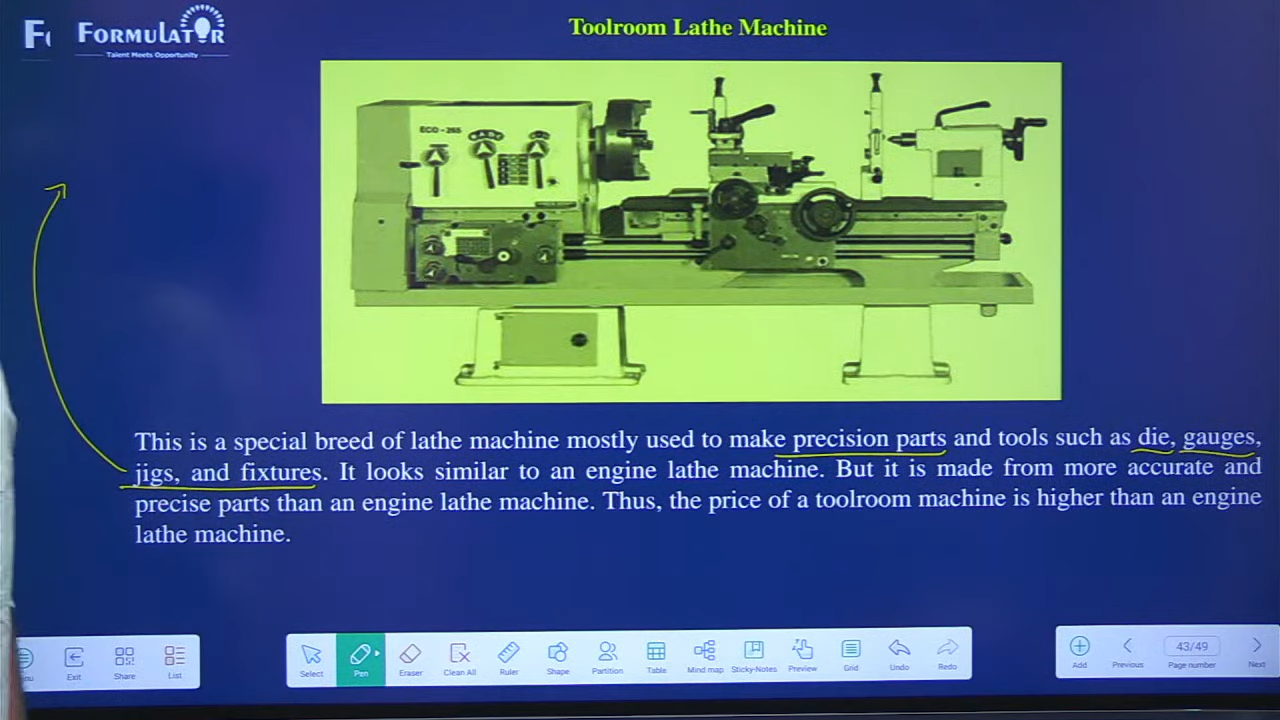 F
FORMULATOR
Talent Meets Opportunity
Toolroom Lathe Machine
ECO-265
This is a special breed of lathe machine mostly used to make precision parts and tools such as die, gauges,
jigs, and fixtures. It looks similar to an engine lathe machine. But it is made from more accurate and
precise parts than an engine lathe machine. Thus, the price of a toolroom machine is higher than an engine
lathe machine.
Exit
Share
List
Select
Pen
Eraser
Clean All
Ruler
Shape
Partition
Table
Mind map
Sticky-Notes
Preview
Grid
Undo
Redo
Add
Previous
43/49
Page number
Next